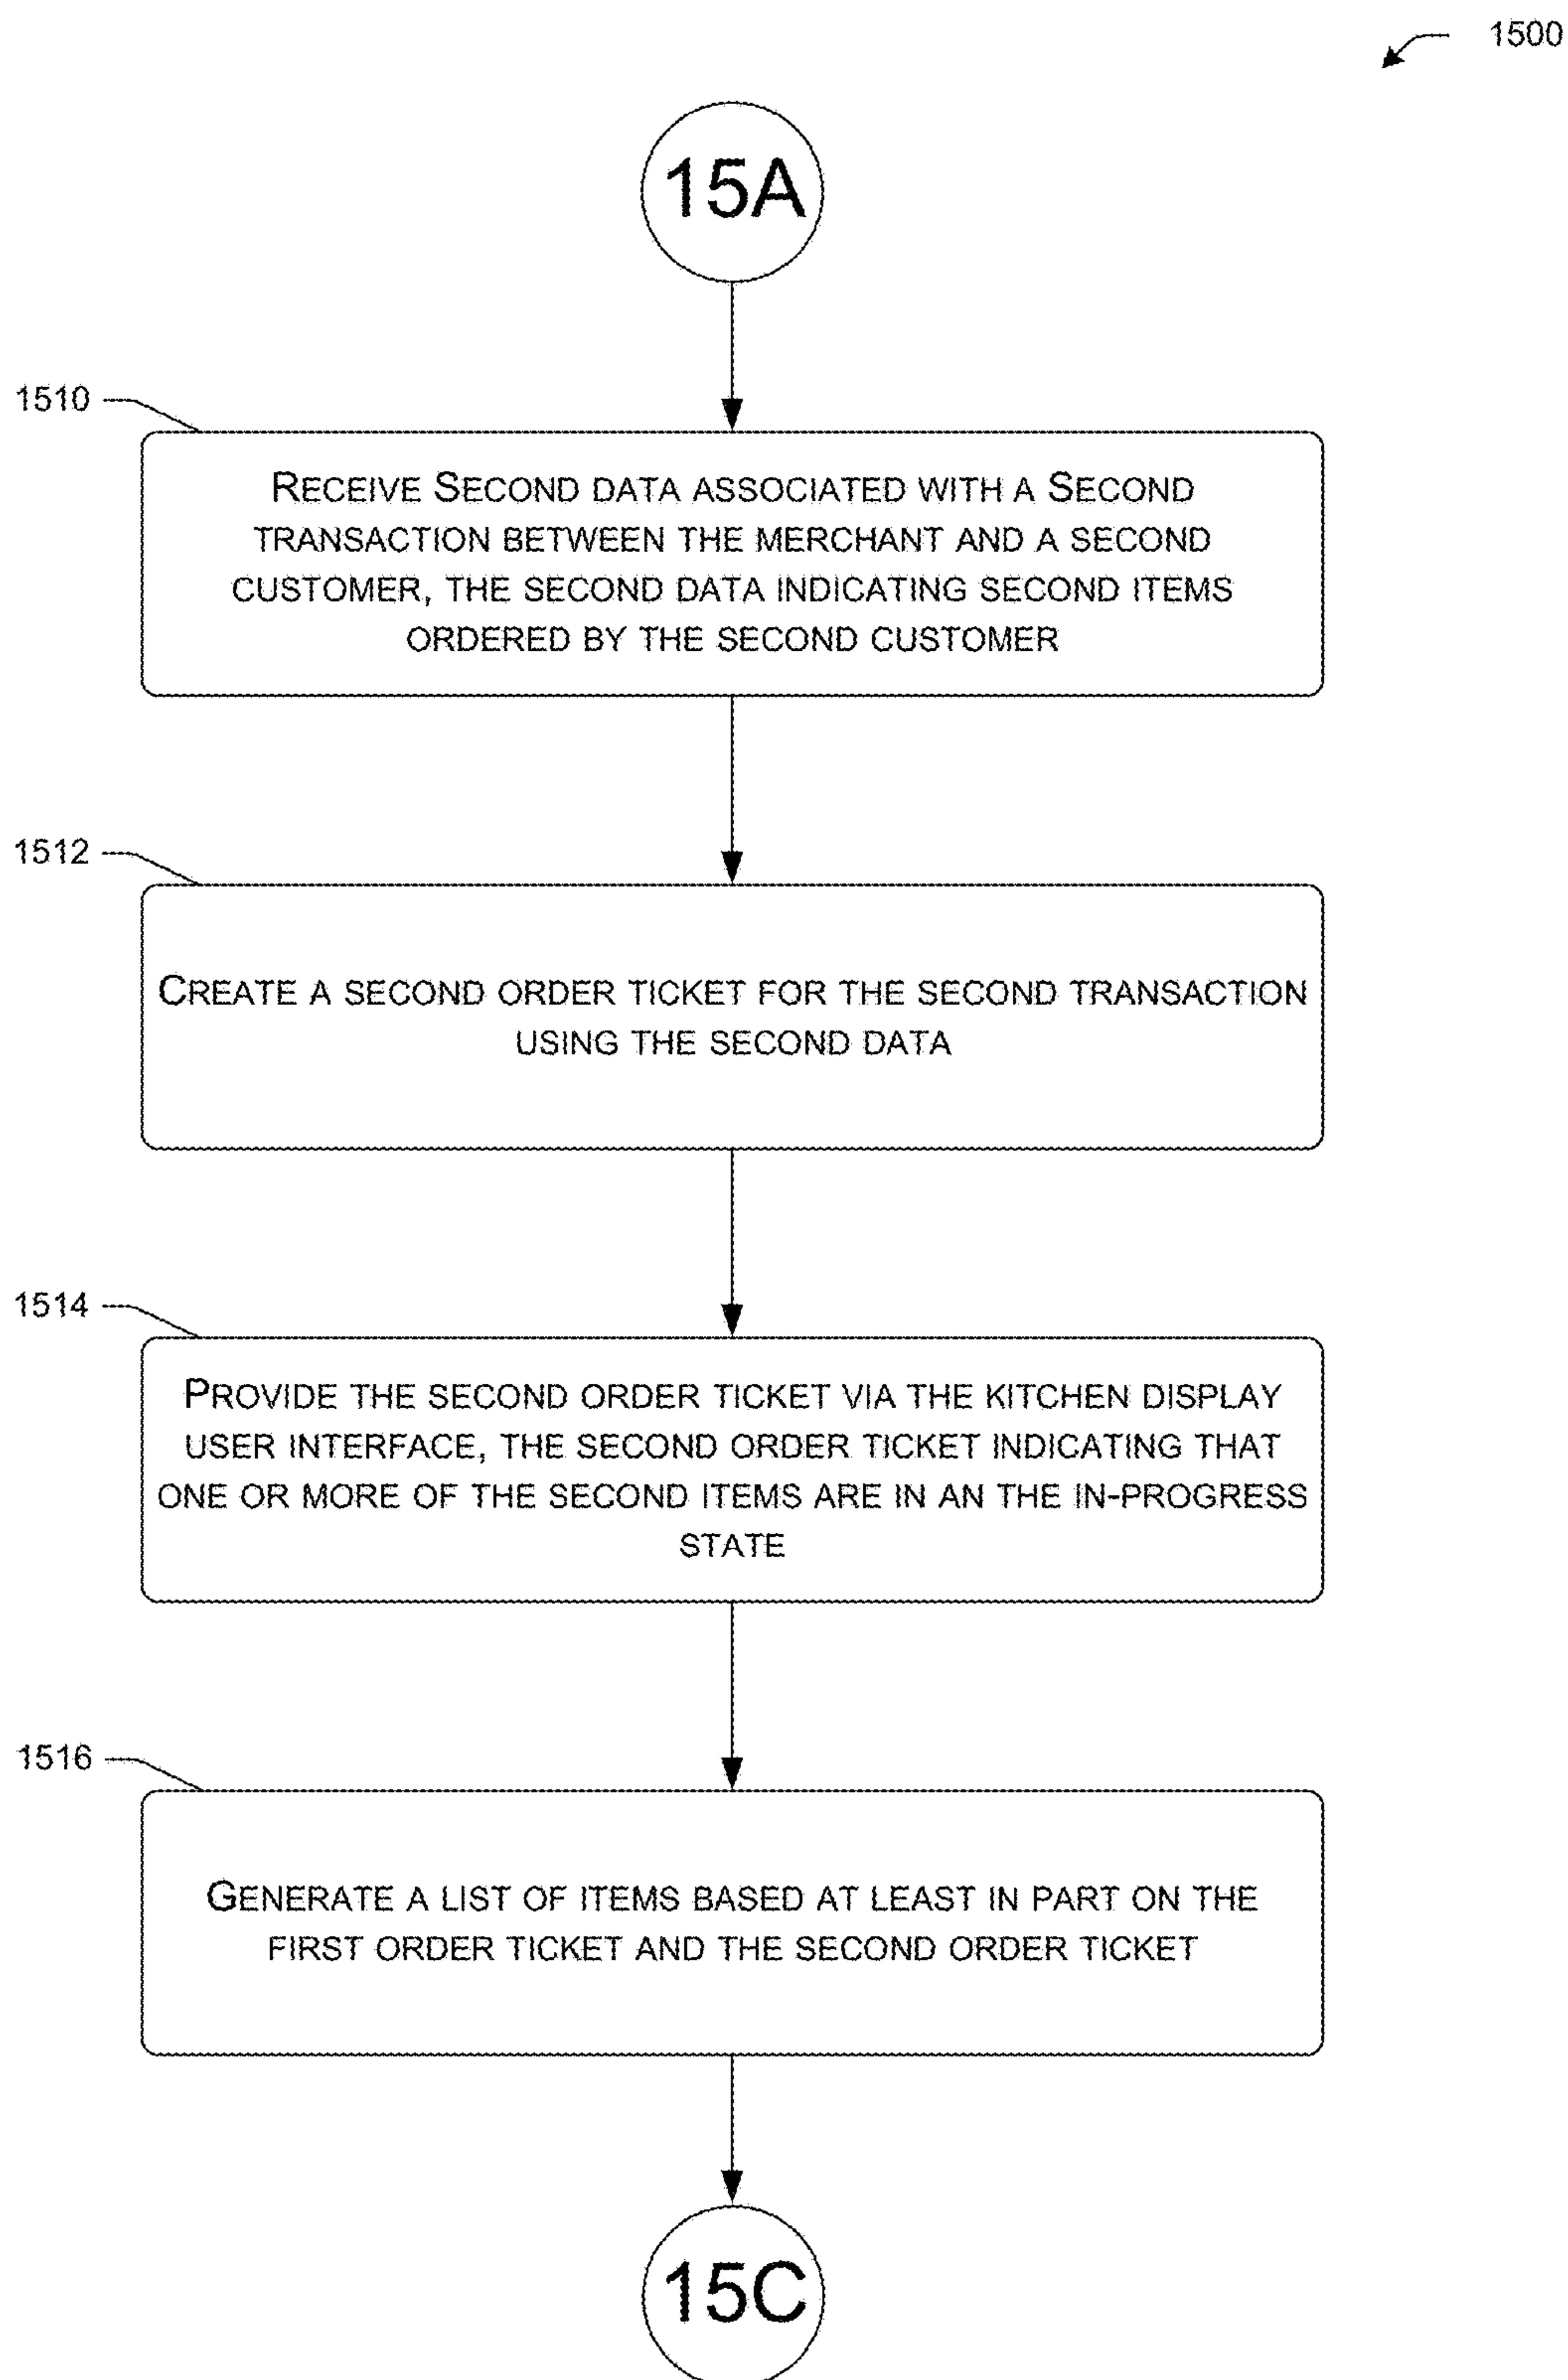 1500
15A
1510
RECEIVE SECOND DATA ASSOCIATED WITH A SECOND
TRANSACTION BETWEEN THE MERCHANT AND A SECOND
CUSTOMER, THE SECOND DATA INDICATING SECOND ITEMS
ORDERED BY THE SECOND CUSTOMER
1512
CREATE A SECOND ORDER TICKET FOR THE SECOND TRANSACTION
USING THE SECOND DATA
1514
PROVIDE THE SECOND ORDER TICKET VIA THE KITCHEN DISPLAY
USER INTERFACE, THE SECOND ORDER TICKET INDICATING THAT
ONE OR MORE OF THE SECOND ITEMS ARE IN AN THE IN-PROGRESS
STATE
1516
GENERATE A LIST OF ITEMS BASED AT LEAST IN PART ON THE
FIRST ORDER TICKET AND THE SECOND ORDER TICKET
15C